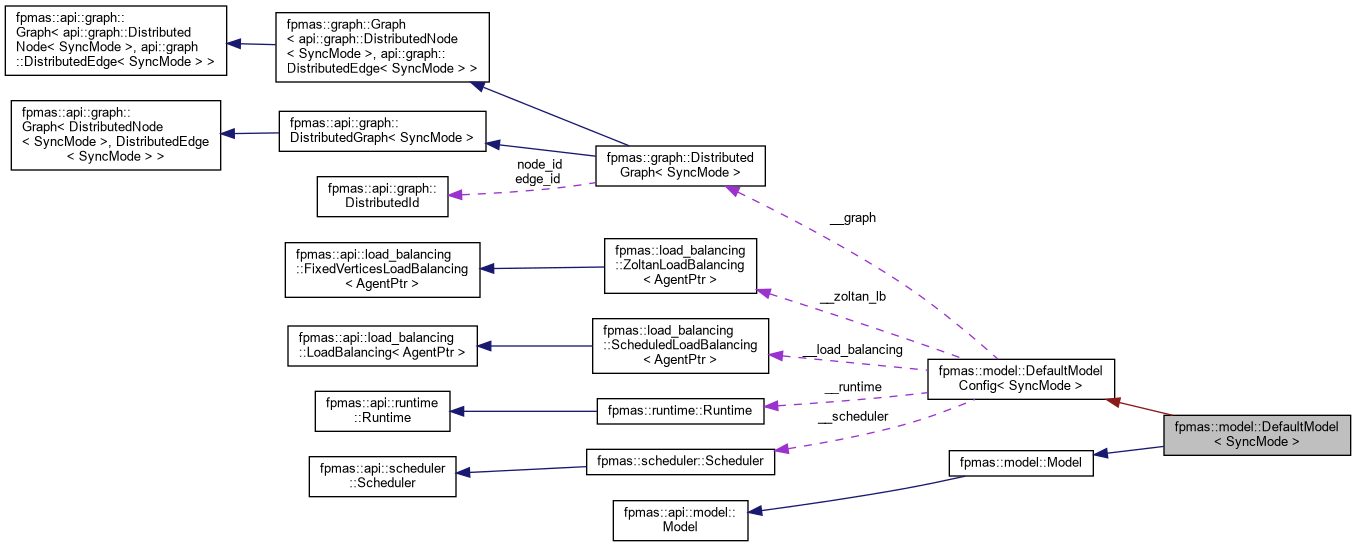 fpmas::api::graph::
Graph< api::graph::Distributed
Node< SyncMode >, api::graph
::DistributedEdge< SyncMode > >
fpmas::graph::Graph
< api::graph::DistributedNode
< SyncMode >, api::graph::
DistributedEdge< SyncMode > >
fpmas::api::graph::
Graph< DistributedNode
< SyncMode >, DistributedEdge
< SyncMode > >
fpmas::api::graph::
DistributedGraph< SyncMode >
fpmas::graph::Distributed
Graph< SyncMode >
node_id
edge_id
fpmas::api::graph::
DistributedId
__graph
fpmas::api::load_balancing
::FixedVerticesLoadBalancing
< AgentPtr >
fpmas::load_balancing
::ZoltanLoadBalancing
< AgentPtr >
__zoltan_lb
fpmas::api::load_balancing
::LoadBalancing< AgentPtr >
fpmas::load_balancing
::ScheduledLoadBalancing
< AgentPtr >
__load_balancing
fpmas::model::DefaultModel
Config< SyncMode >
fpmas::api::runtime
::Runtime
fpmas::runtime::Runtime
__runtime
__scheduler
fpmas::model::DefaultModel
< SyncMode >
fpmas::api::scheduler
::Scheduler
fpmas::scheduler::Scheduler
fpmas::model::Model
fpmas::api::model::
Model